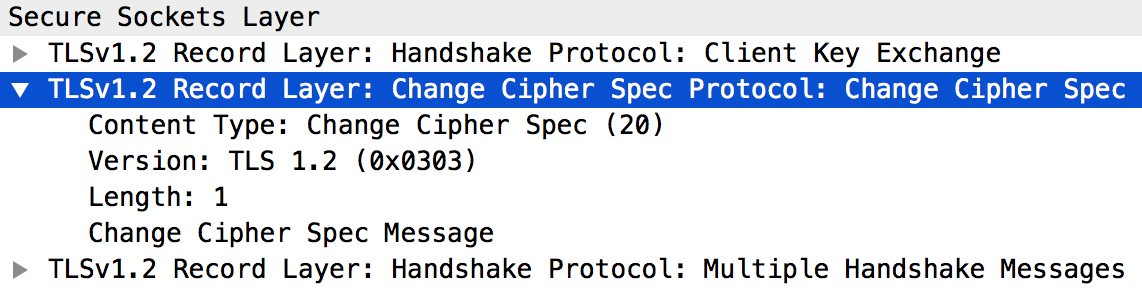 Secure Sockets Layer
TLSv1.2 Record Layer: Handshake Protocol: Client Key Exchange
TLSv1.2 Record Layer: Change Cipher Spec Protocol: Change Cipher Spec
Content Type: Change Cipher Spec (20)
Version: TLS 1.2 (0x0303)
Length: 1
Change Cipher Spec Message
TLSv1.2 Record Layer: Handshake Protocol: Multiple Handshake Messages